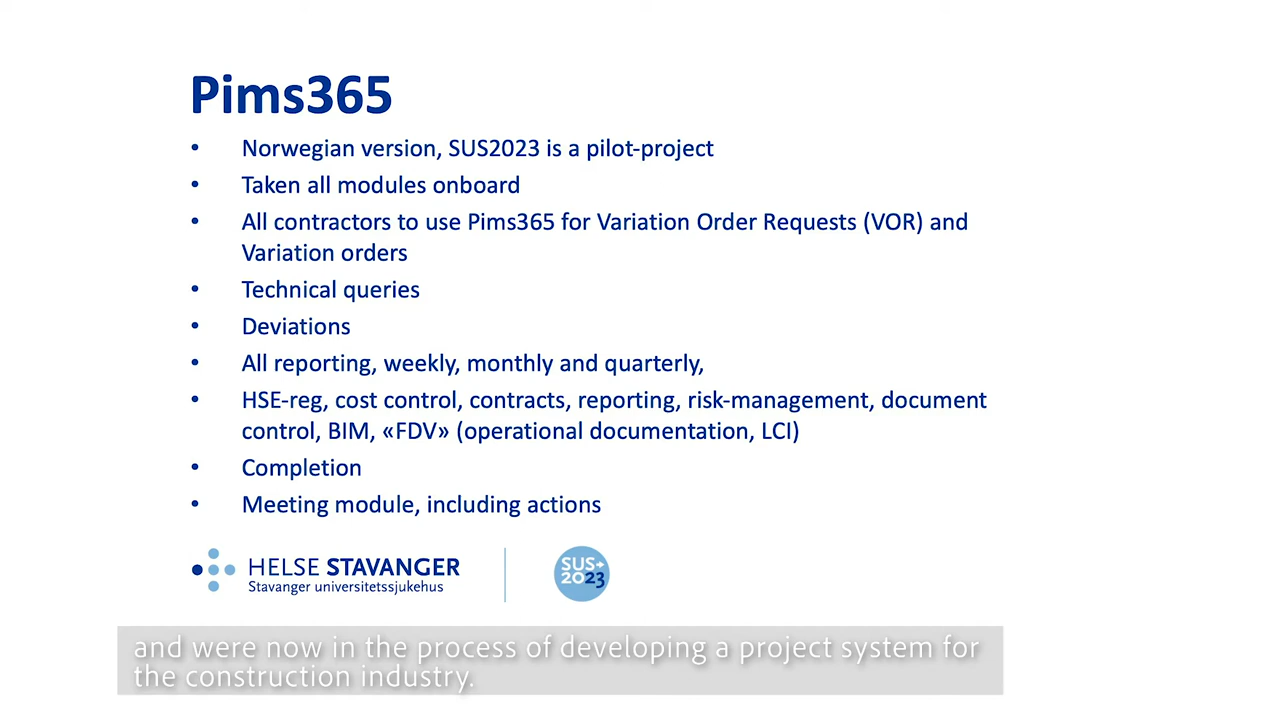 Pims365
• Norwegian version, SUS2023 is a pilot-project
• Taken all modules onboard
• All contractors to use Pims365 for Variation Order Requests (VOR) and
Variation orders
• Technical queries
• Deviations
• All reporting, weekly, monthly and quarterly,
• HSE-reg, cost control, contracts, reporting, risk-management, document
control, BIM, «FDV» (operational documentation, LCI)
• Completion
• Meeting module, including actions
HELSE STAVANGER
Stavanger universitetssjukehus
SUS
2023
and were now in the process of developing a project system for
the construction industry.